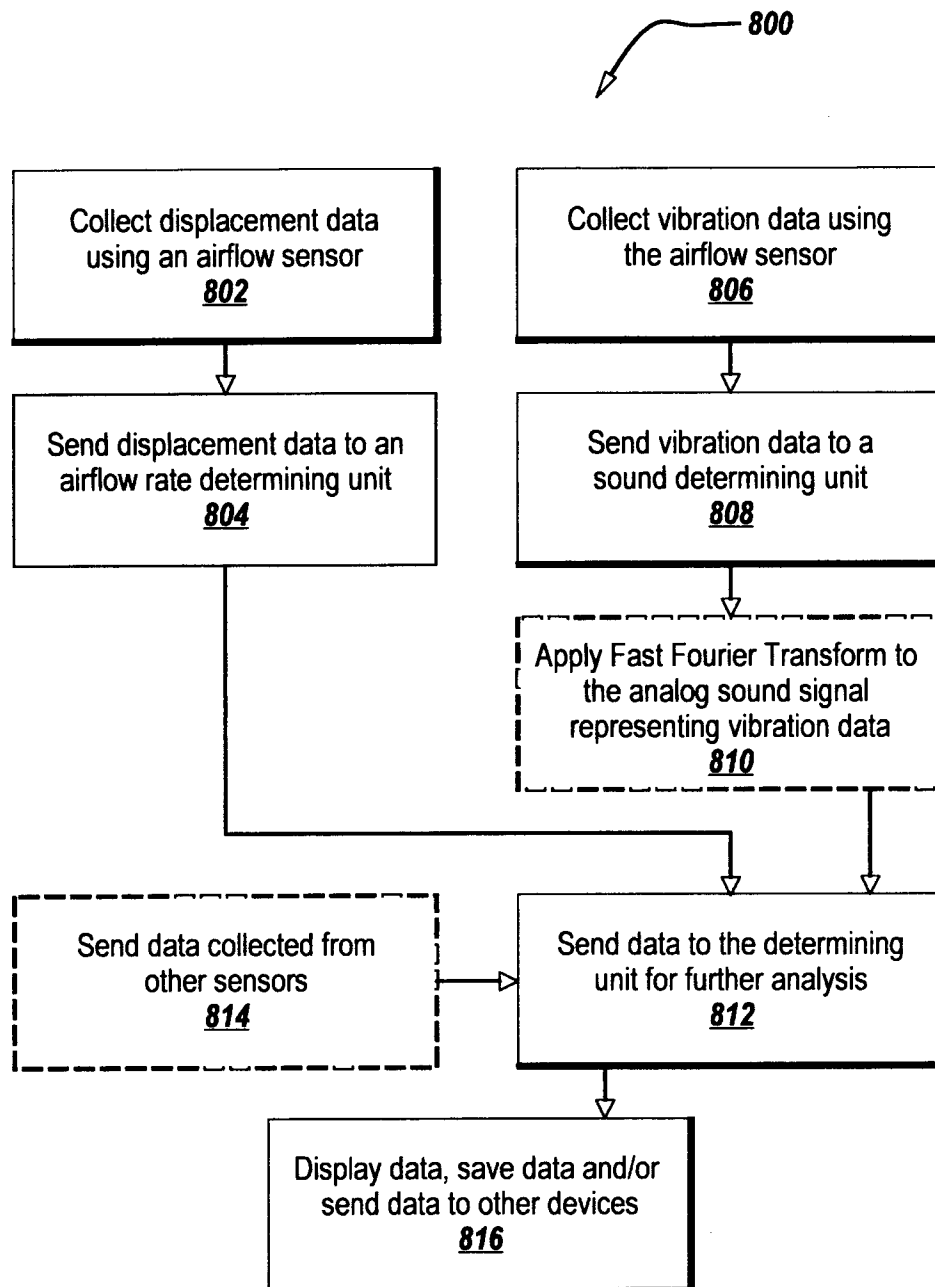 800
Collect displacement data
using an airflow sensor
802
Collect vibration data using
the airflow sensor
806
Send displacement data to an
airflow rate determining unit
804
Send vibration data to a
sound determining unit
808
Apply Fast Fourier Transform to
the analog sound signal
representing vibration data
810
Send data collected from
other sensors
814
Send data to the determining
unit for further analysis
812
Display data, save data and/or
send data to other devices
816